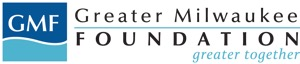 GMF
Greater Milwaukee
FOUNDATION
greater together